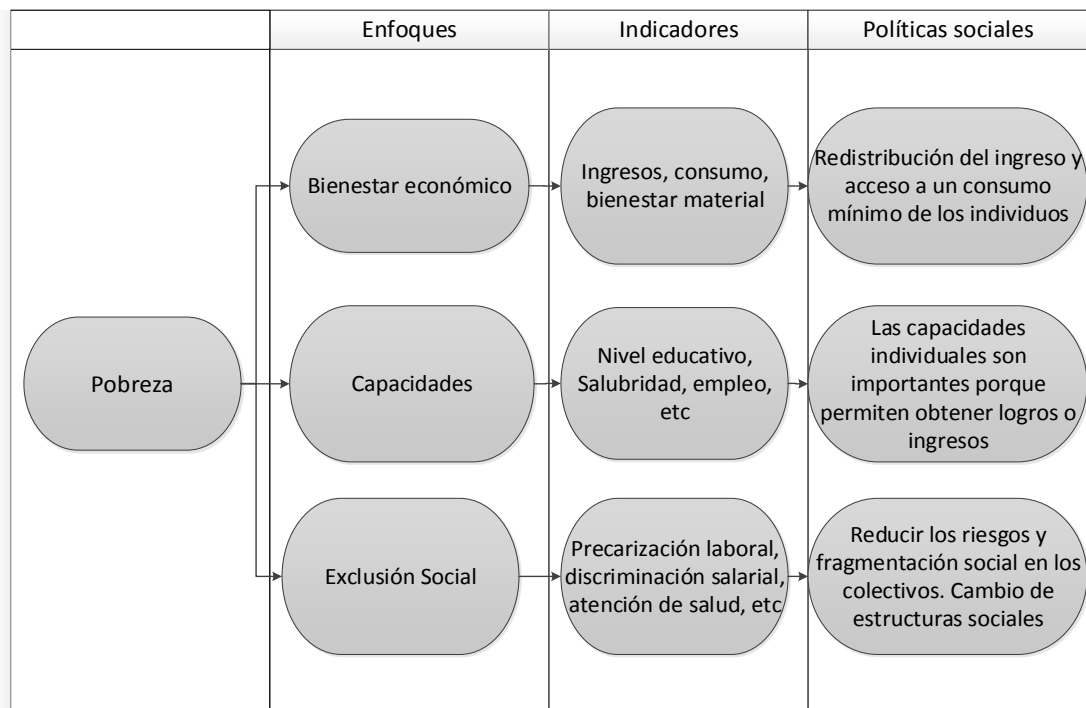 Enfoques
Indicadores
Políticas sociales
Pobreza
Bienestar económico
Ingresos, consumo,
bienestar material
Redistribución del ingreso y
acceso a un consumo
mínimo de los individuos
Capacidades
Nivel educativo,
Salubridad, empleo,
etc
Las capacidades
individuales son
importantes porque
permiten obtener logros o
ingresos
Exclusión Social
Precarización laboral,
discriminación salarial,
atención de salud, etc
Reducir los riesgos y
fragmentación social en los
colectivos. Cambio de
estructuras sociales